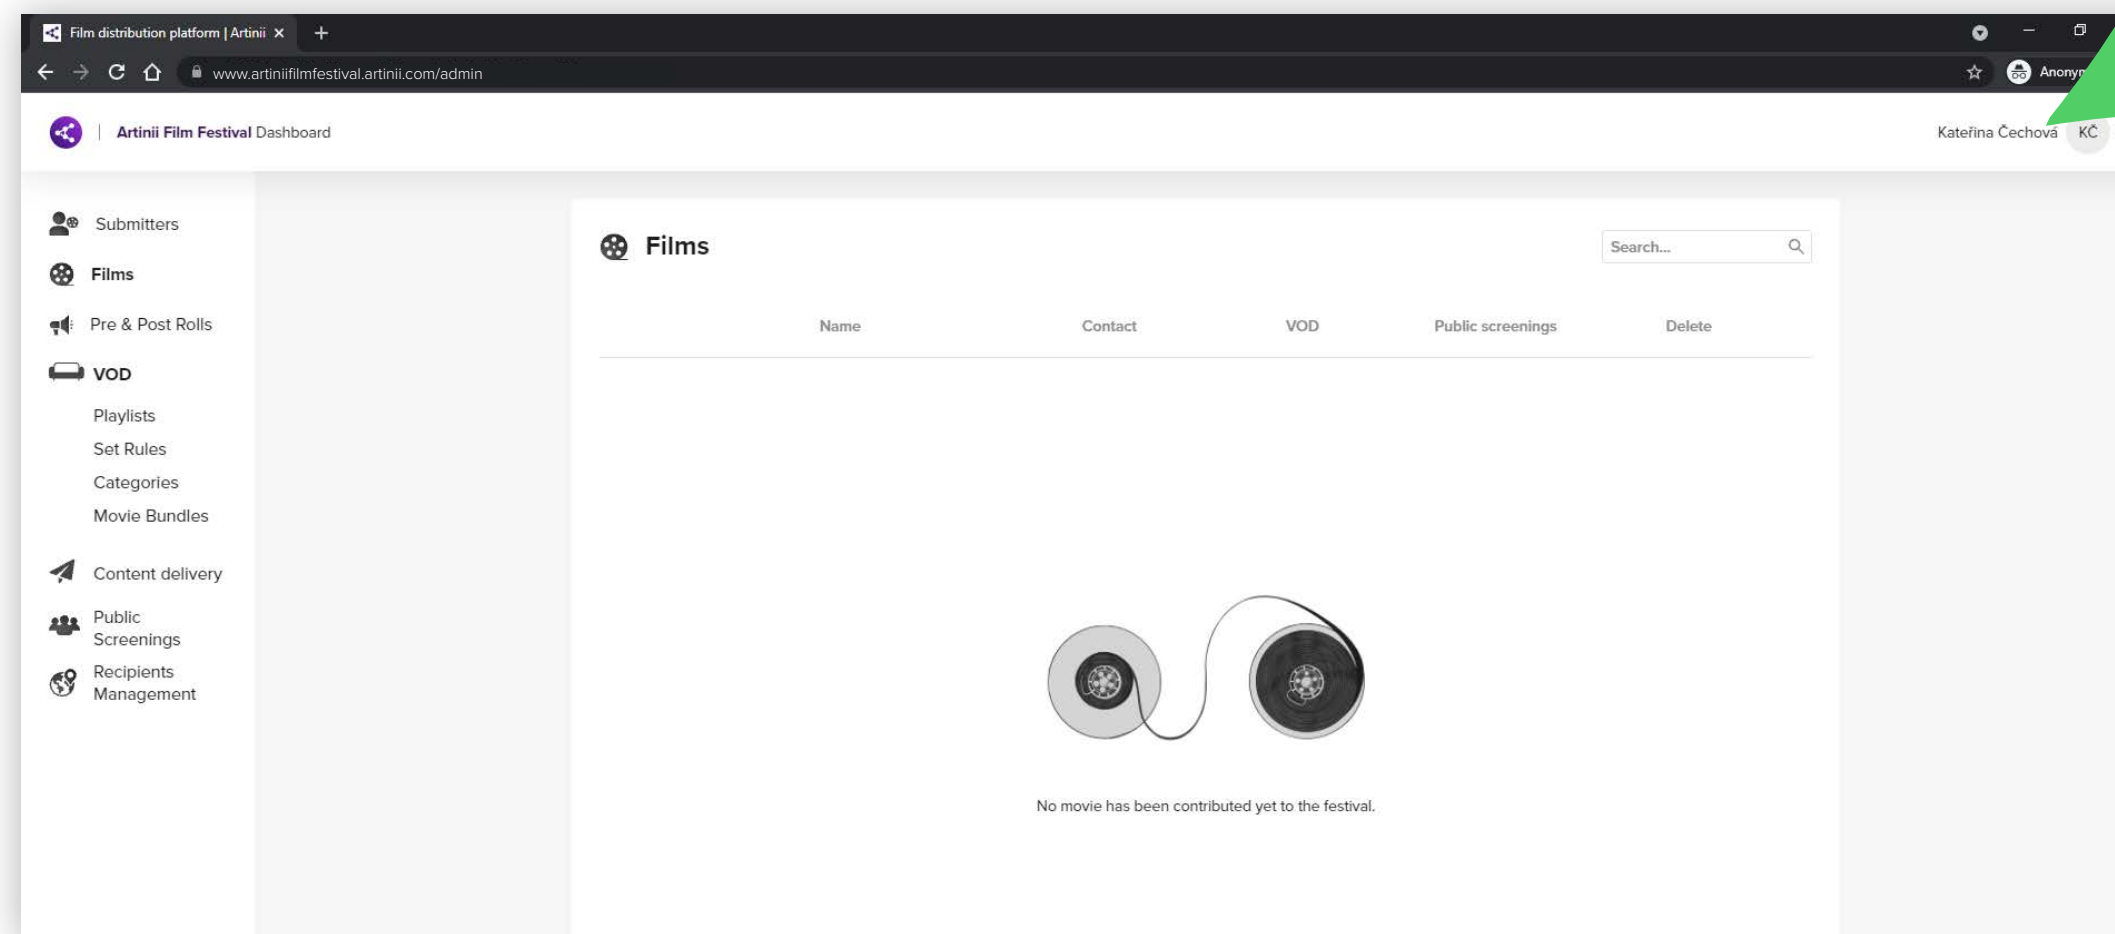 Film distribution platform | Artinii
www.artiniifilmfestival.artinii.com/admin
Artinii Film Festival Dashboard
Kateřina Čechová KČ
Submitters
Films
Pre & Post Rolls
VOD
Playlists
Set Rules
Categories
Movie Bundles
Content delivery
Public
Screenings
Recipients
Management
Films
Search...
Name Contact VOD Public screenings Delete
No movie has been contributed yet to the festival.